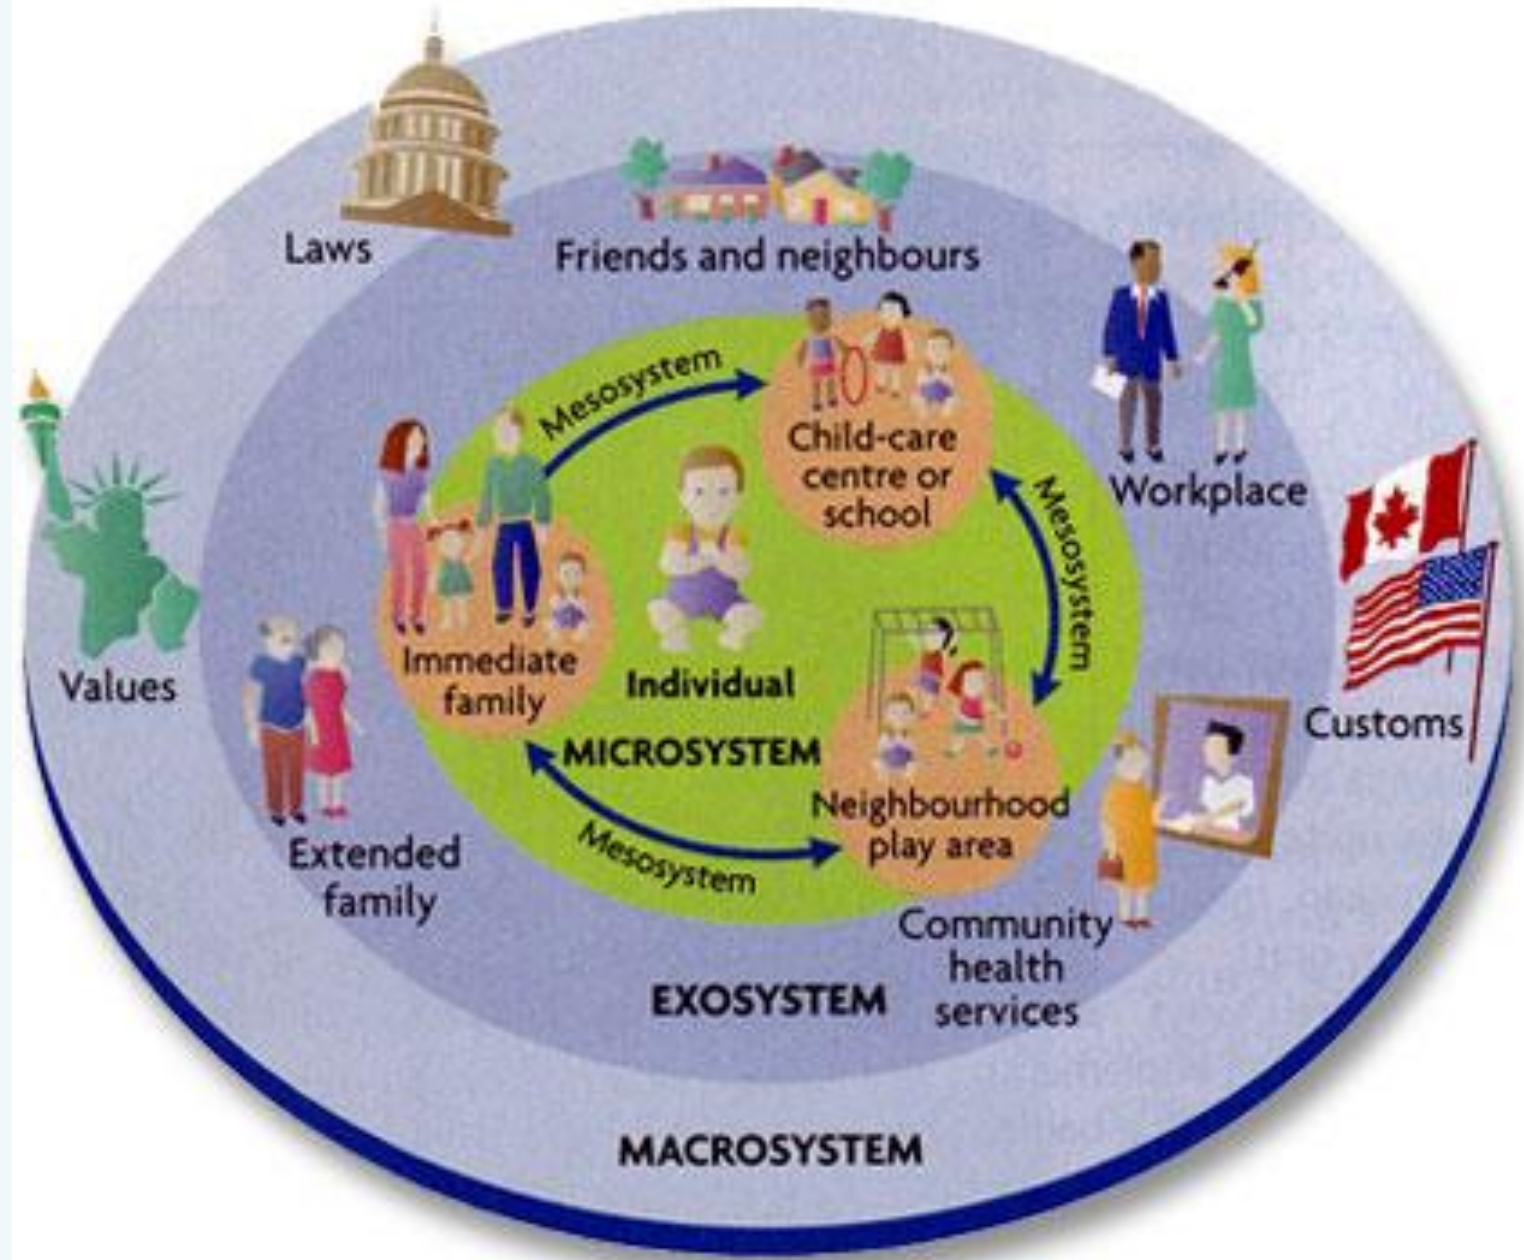 Laws
Friends and neighbours
Mesosystem
Child-care
centre or
school
Mesosystem
Workplace
Values
Immediate
family
Individual
MICROSYSTEM
Customs
Neighbourhood
play area
Mesosystem
Extended
family
Community
health
services
EXOSYSTEM
MACROSYSTEM